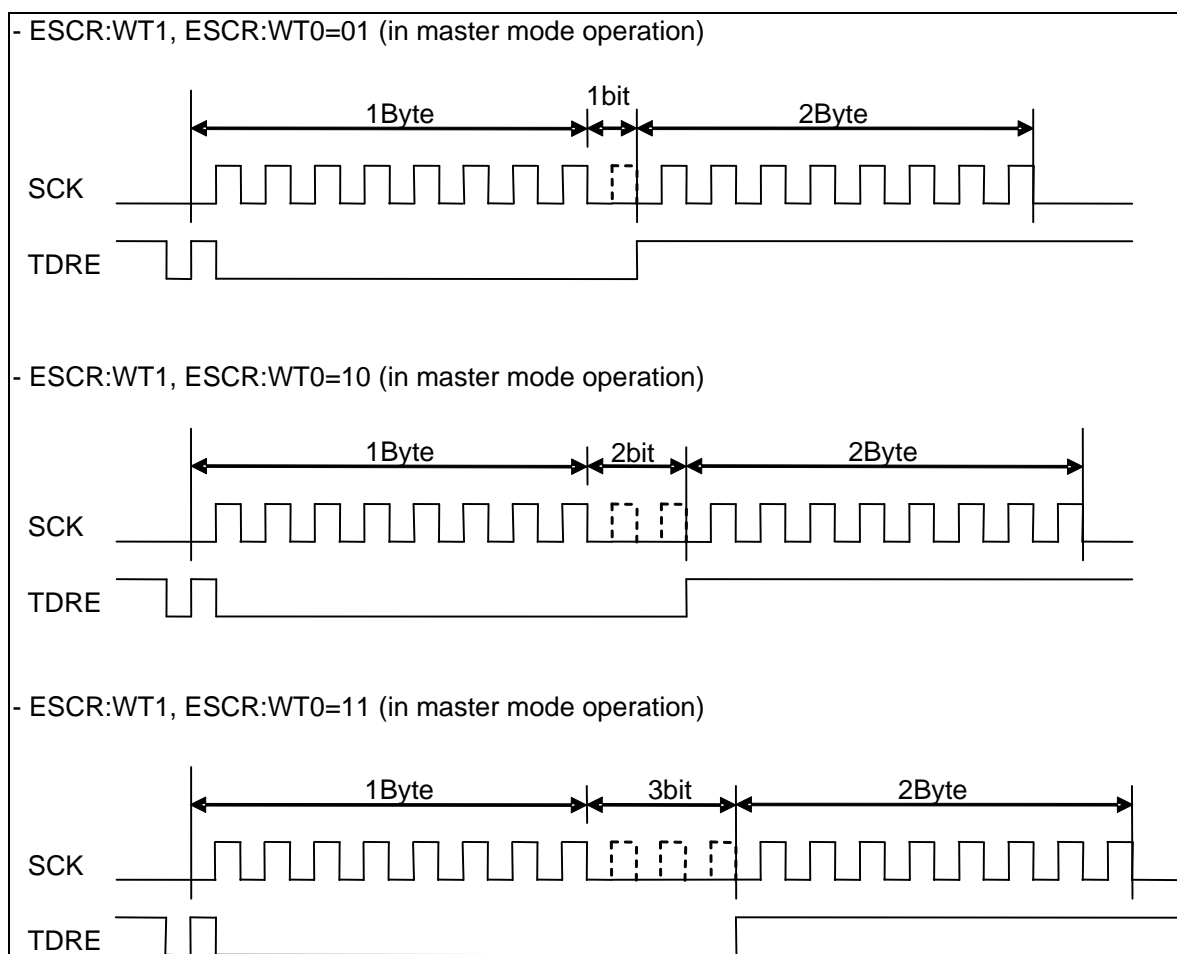 - ESCR:WT1, ESCR:WT0=01 (in master mode operation)
1bit
1Byte
2Byte
SCK
TDRE
- ESCR:WT1, ESCR:WT0=10 (in master mode operation)
1Byte
2bit
2Byte
SCK
TDRE
- ESCR:WT1, ESCR:WT0=11 (in master mode operation)
1Byte
3bit
2Byte
SCK
TDRE